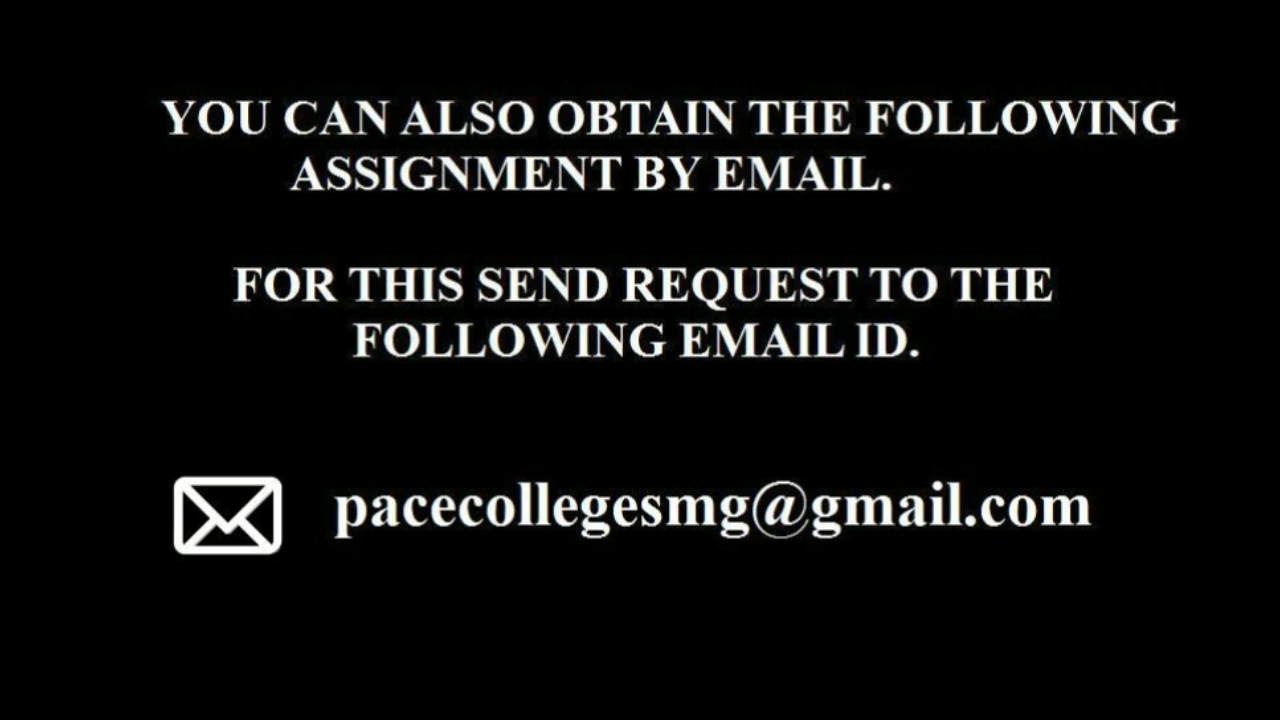 YOU CAN ALSO OBTAIN THE FOLLOWING
ASSIGNMENT BY EMAIL.
FOR THIS SEND REQUEST TO THE
FOLLOWING EMAIL ID.
pacecollegesmg@gmail.com